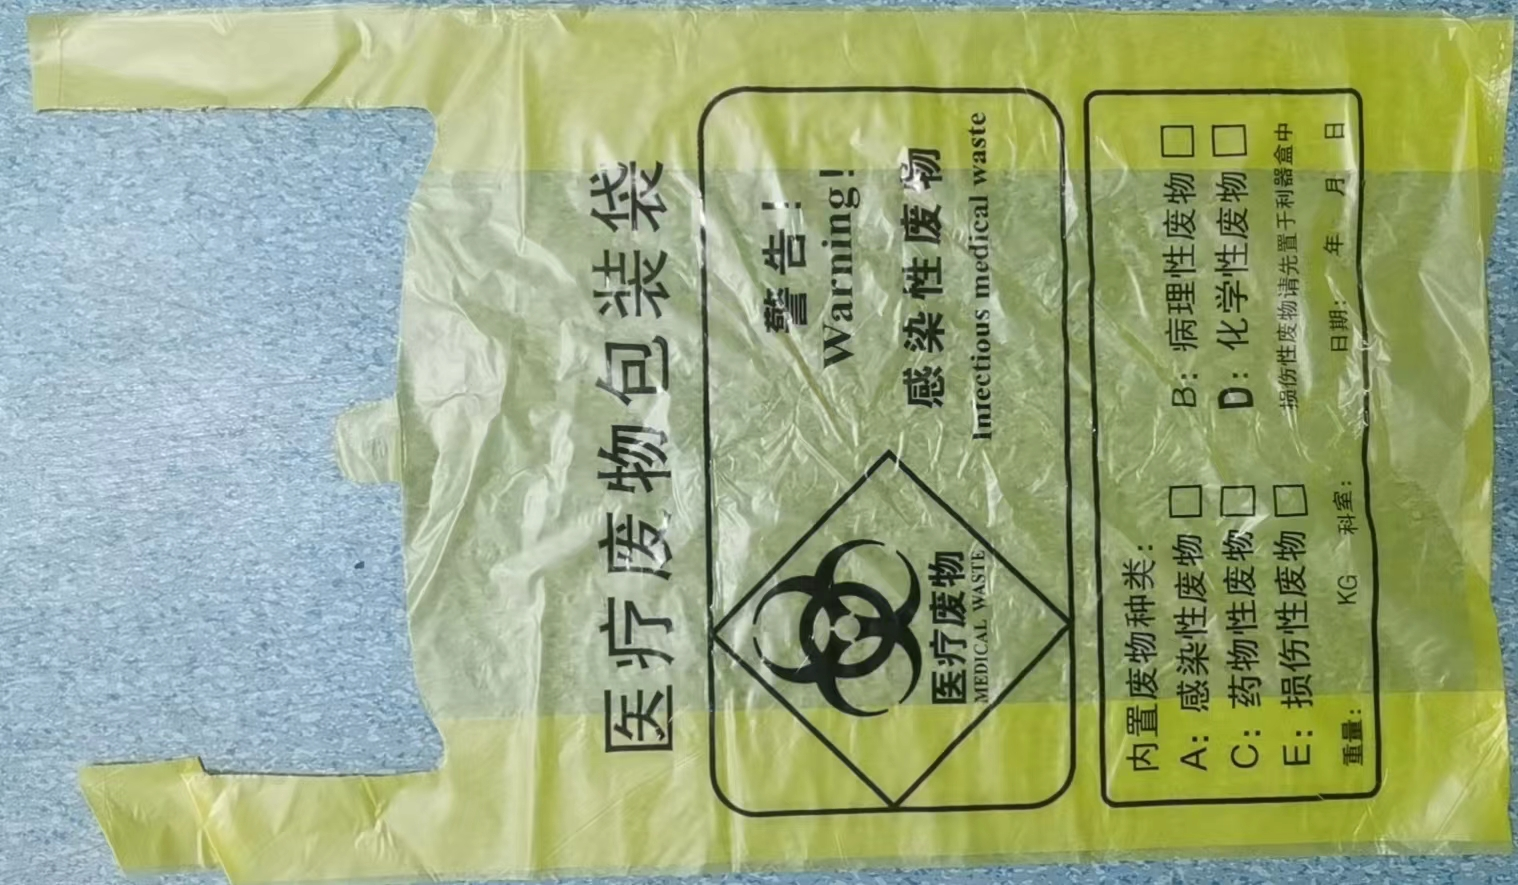 医疗废物包装袋
警告！
Warning!
感染性废物
Infectious medical waste
医疗废物
MEDICAL WASTE
内置废物种类：
A：感染性废物□ B：病理性废物□
C：药物性废物□ D：化学性废物□
E：损伤性废物□ 损伤性废物请先置于利器盒中
重量： KG 科室： 日期： 年 月 日